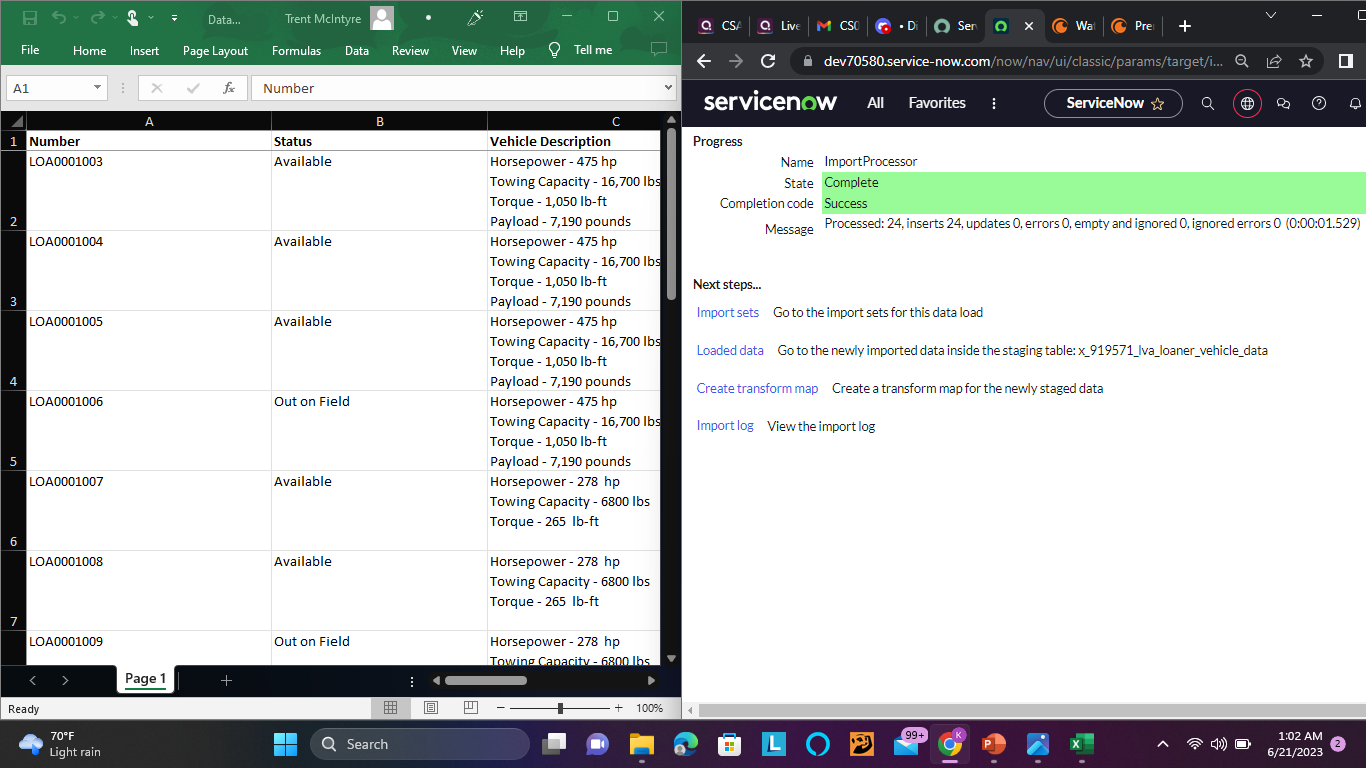 Data...
Trent McIntyre
File
Home
Insert
Page Layout
Formulas
Data
Review
View
Help
Tell me
A1
fx
Number
A
B
C
1
Number
Status
Vehicle Description
2
LOA0001003
Available
Horsepower - 475 hp
Towing Capacity - 16,700 lbs
Torque - 1,050 lb-ft
Payload - 7,190 pounds
3
LOA0001004
Available
Horsepower - 475 hp
Towing Capacity - 16,700 lbs
Torque - 1,050 lb-ft
Payload - 7,190 pounds
4
LOA0001005
Available
Horsepower - 475 hp
Towing Capacity - 16,700 lbs
Torque - 1,050 lb-ft
Payload - 7,190 pounds
5
LOA0001006
Out on Field
Horsepower - 475 hp
Towing Capacity - 16,700 lbs
Torque - 1,050 lb-ft
Payload - 7,190 pounds
6
LOA0001007
Available
Horsepower - 278 hp
Towing Capacity - 6800 lbs
Torque - 265 lb-ft
7
LOA0001008
Available
Horsepower - 278 hp
Towing Capacity - 6800 lbs
Torque - 265 lb-ft
LOA0001009
Out on Field
Horsepower - 278 hp
Towing Capacity - 6800 lbs
Page 1
Ready
100%
CSA
Live
CS0
• Di
Ser
Wat
Pre
dev70580.service-now.com/now/nav/ui/classic/params/target/i...
servicenow
All
Favorites
ServiceNow
Progress
Name ImportProcessor
State Complete
Completion code Success
Message Processed: 24, inserts 24, updates 0, errors 0, empty and ignored 0, ignored errors 0 (0:00:01.529)
Next steps...
Import sets Go to the import sets for this data load
Loaded data Go to the newly imported data inside the staging table: x_919571_lva_loaner_vehicle_data
Create transform map Create a transform map for the newly staged data
Import log View the import log
70°F
Light rain
Search
L
99+
K
P
X
1:02 AM
6/21/2023
2